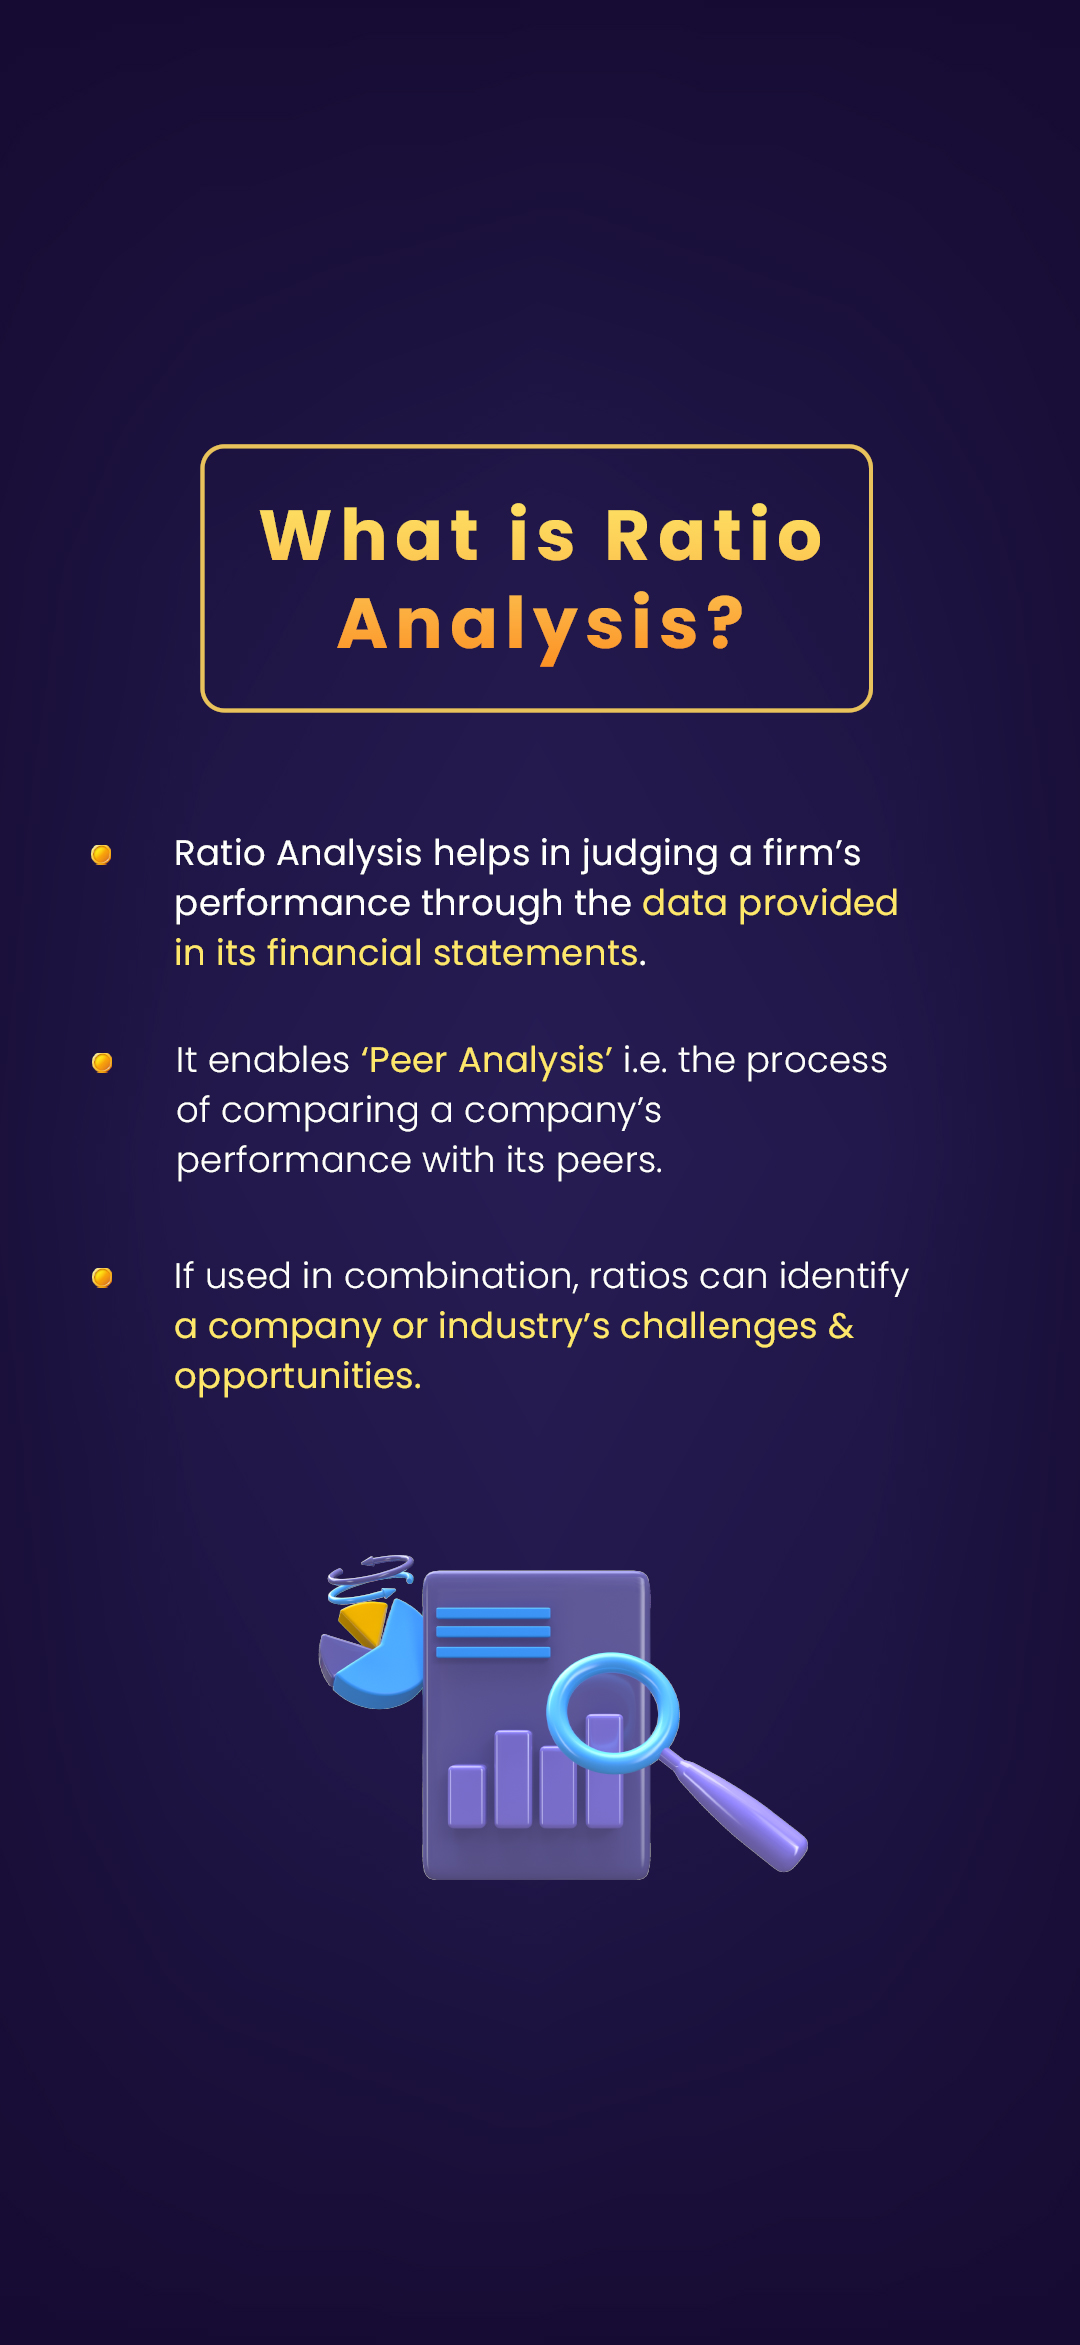 What is Ratio
Analysis?
Ratio Analysis helps in judging a firm’s
performance through the data provided
in its financial statements.
It enables ‘Peer Analysis’ i.e. the process
of comparing a company’s
performance with its peers.
If used in combination, ratios can identify
a company or industry’s challenges &
opportunities.